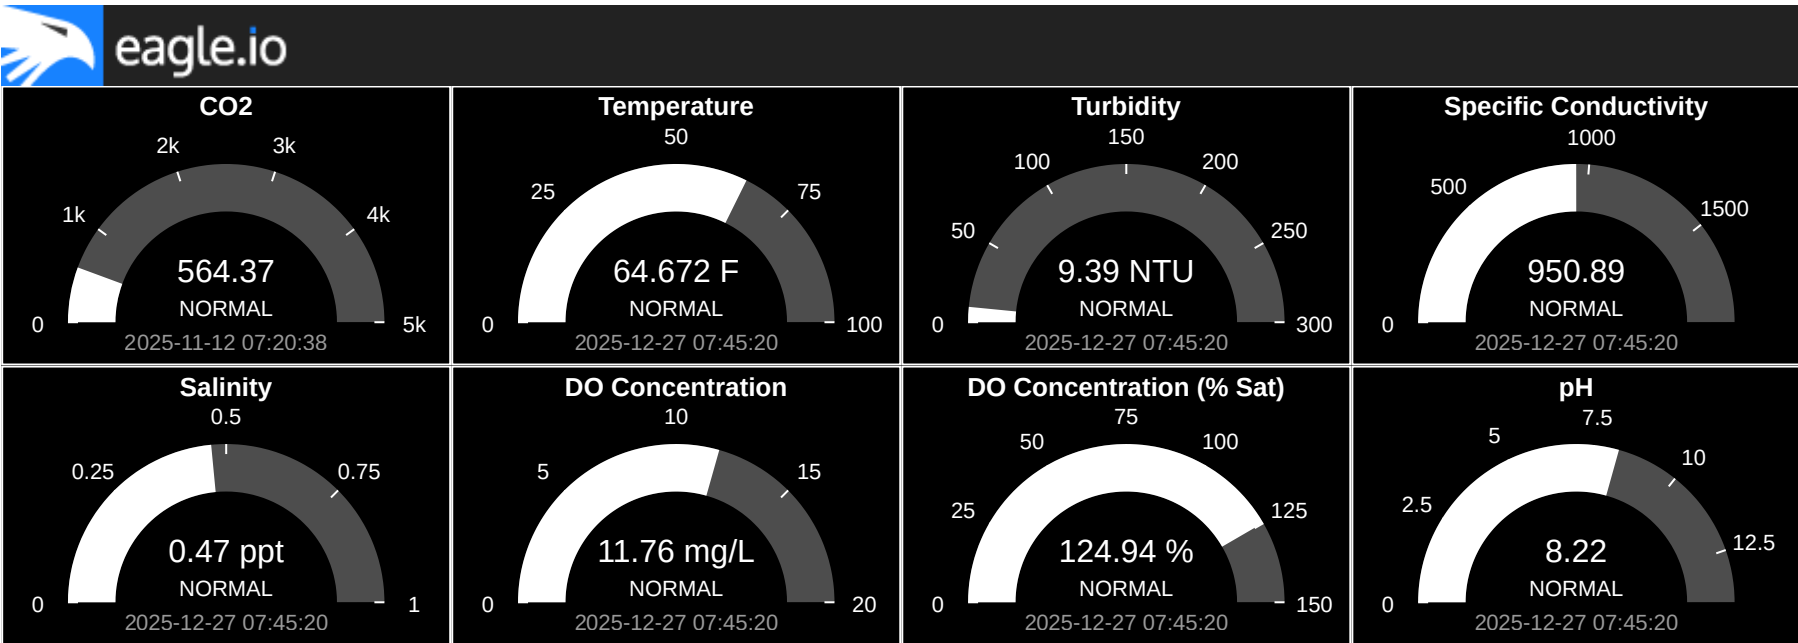 eagle.io
CO2
0
1k
2k
3k
4k
5k
564.37
NORMAL
2025-11-12 07:20:38
Temperature
0
25
50
75
100
64.672 F
NORMAL
2025-12-27 07:45:20
Turbidity
0
50
100
150
200
250
300
9.39 NTU
NORMAL
2025-12-27 07:45:20
Specific Conductivity
0
500
1000
1500
950.89
NORMAL
2025-12-27 07:45:20
Salinity
0
0.25
0.5
0.75
1
0.47 ppt
NORMAL
2025-12-27 07:45:20
DO Concentration
0
5
10
15
20
11.76 mg/L
NORMAL
2025-12-27 07:45:20
DO Concentration (% Sat)
0
25
50
75
100
125
150
124.94 %
NORMAL
2025-12-27 07:45:20
pH
0
2.5
5
7.5
10
12.5
8.22
NORMAL
2025-12-27 07:45:20